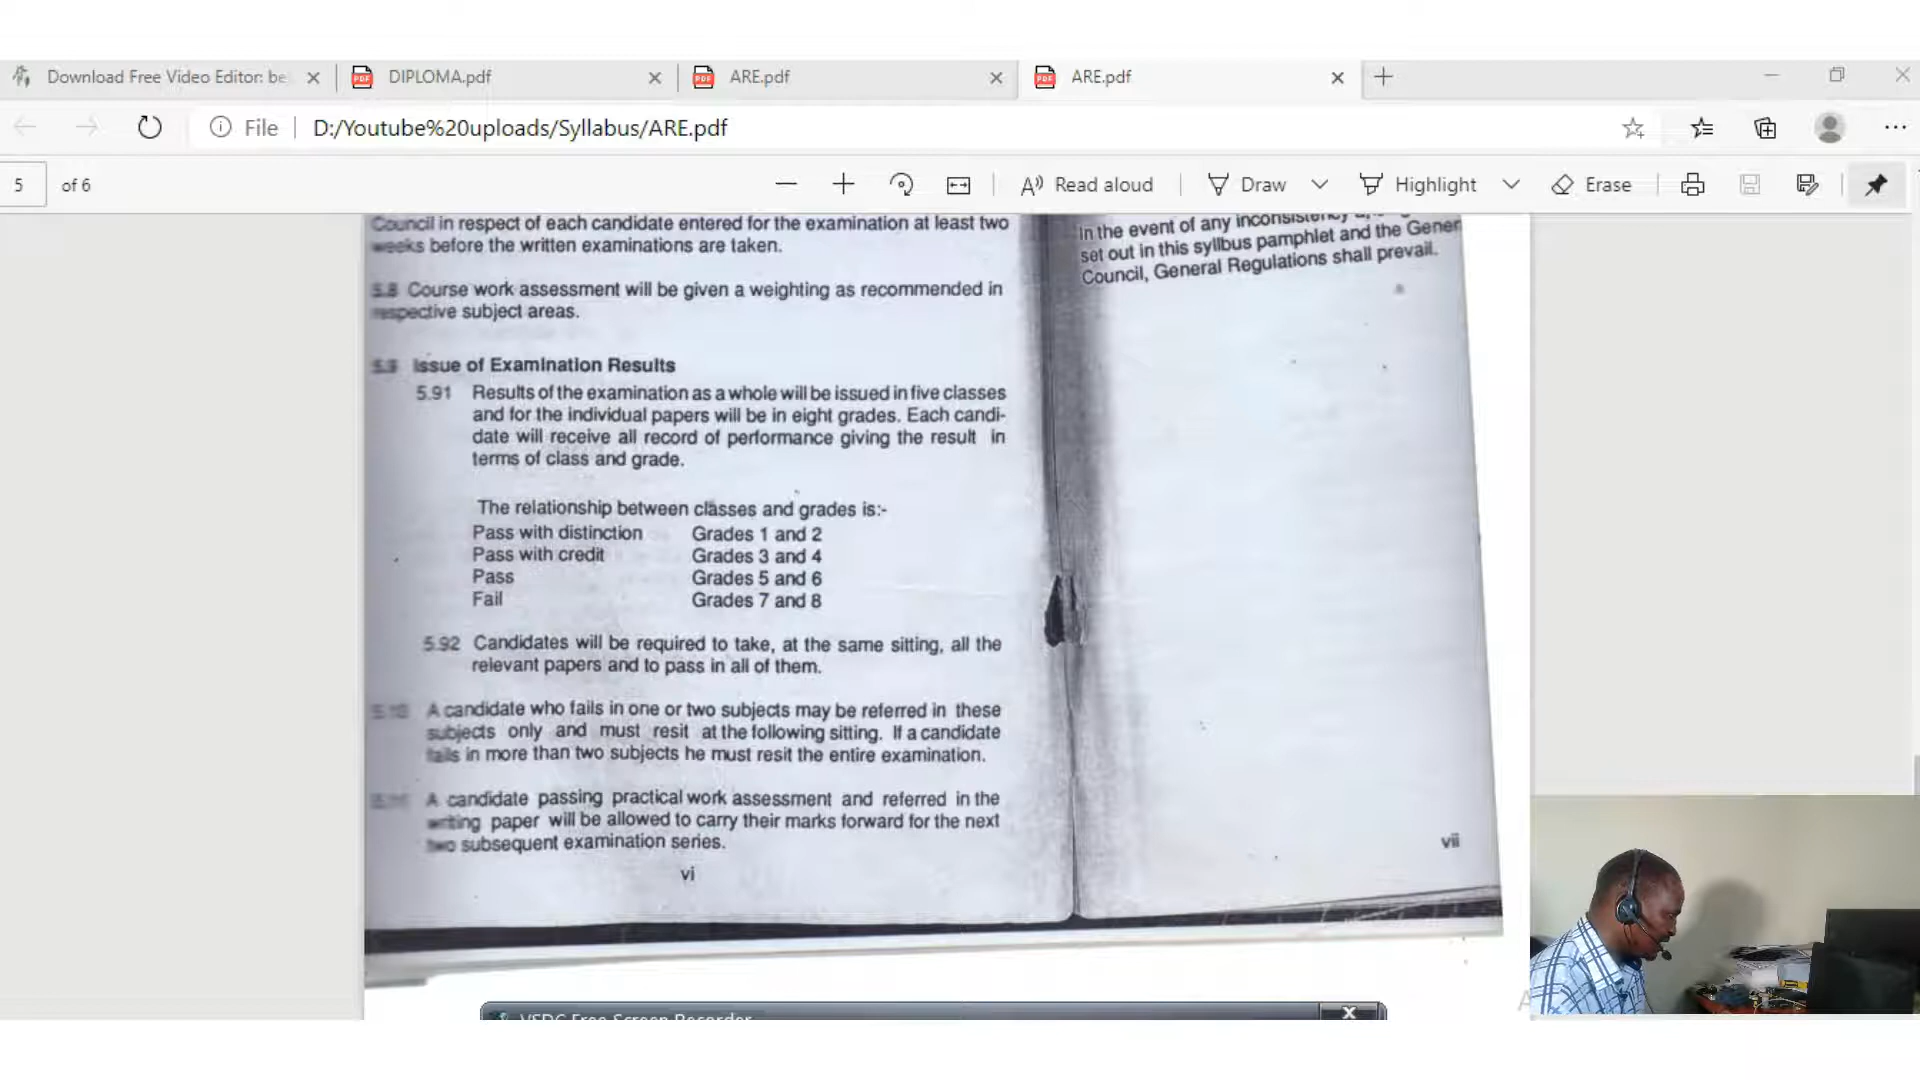 Download Free Video Editor: be
DIPLOMA.pdf
ARE.pdf
ARE.pdf
File
D:/Youtube%20uploads/Syllabus/ARE.pdf
5 of 6
Read aloud
Draw
Highlight
Erase
Council in respect of each candidate entered for the examination at least two
weeks before the written examinations are taken.
5.8 Course work assessment will be given a weighting as recommended in
respective subject areas.
Issue of Examination Results
5.91 Results of the examination as a whole will be issued in five classes
and for the individual papers will be in eight grades. Each candi-
date will receive all record of performance giving the result in
terms of class and grade.
The relationship between classes and grades is:-
Pass with distinction Grades 1 and 2
Pass with credit Grades 3 and 4
Pass Grades 5 and 6
Fail Grades 7 and 8
5.92 Candidates will be required to take, at the same sitting, all the
relevant papers and to pass in all of them.
A candidate who fails in one or two subjects may be referred in these
subjects only and must resit at the following sitting. If a candidate
fails in more than two subjects he must resit the entire examination.
A candidate passing practical work assessment and referred in the
writing paper will be allowed to carry their marks forward for the next
two subsequent examination series.
vi
In the event of any inconsistency
set out in this syllbus pamphlet and the Gener
Council, General Regulations shall prevail.
vii
VSDC Free Screen Recorder